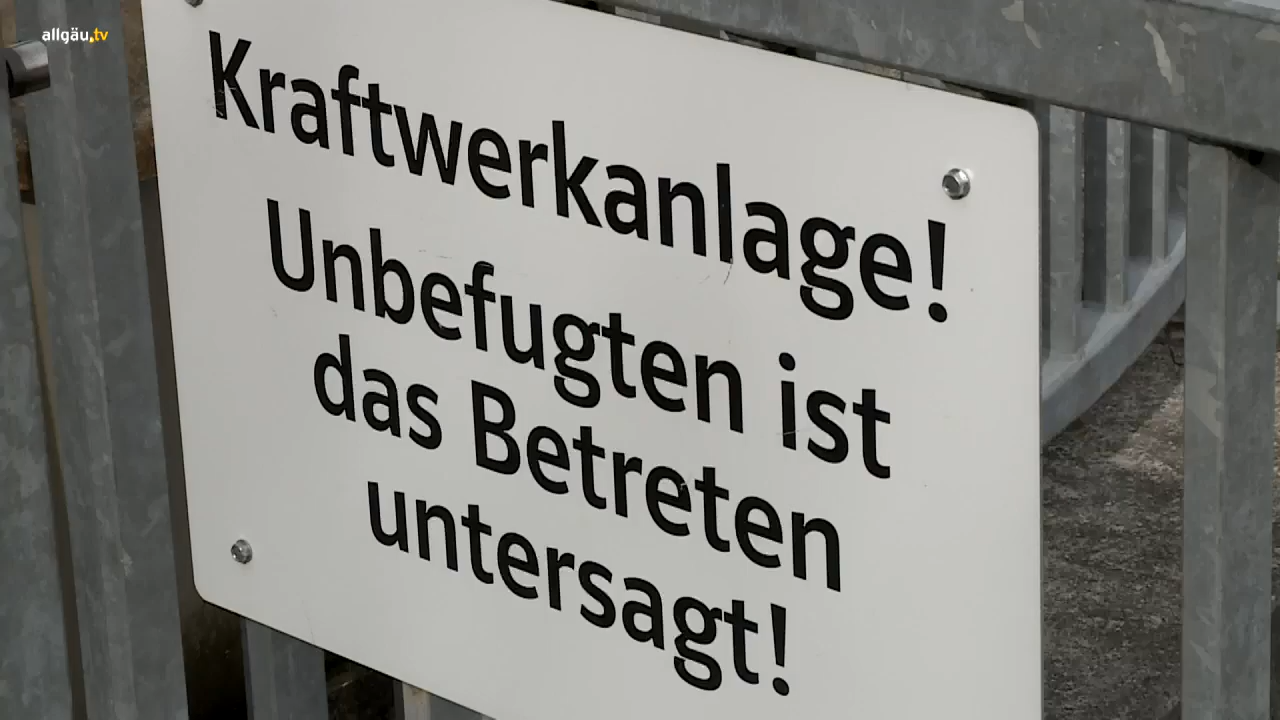 allgäu.tv
Kraftwerkanlage!
Unbefugten ist
das Betreten
untersagt!